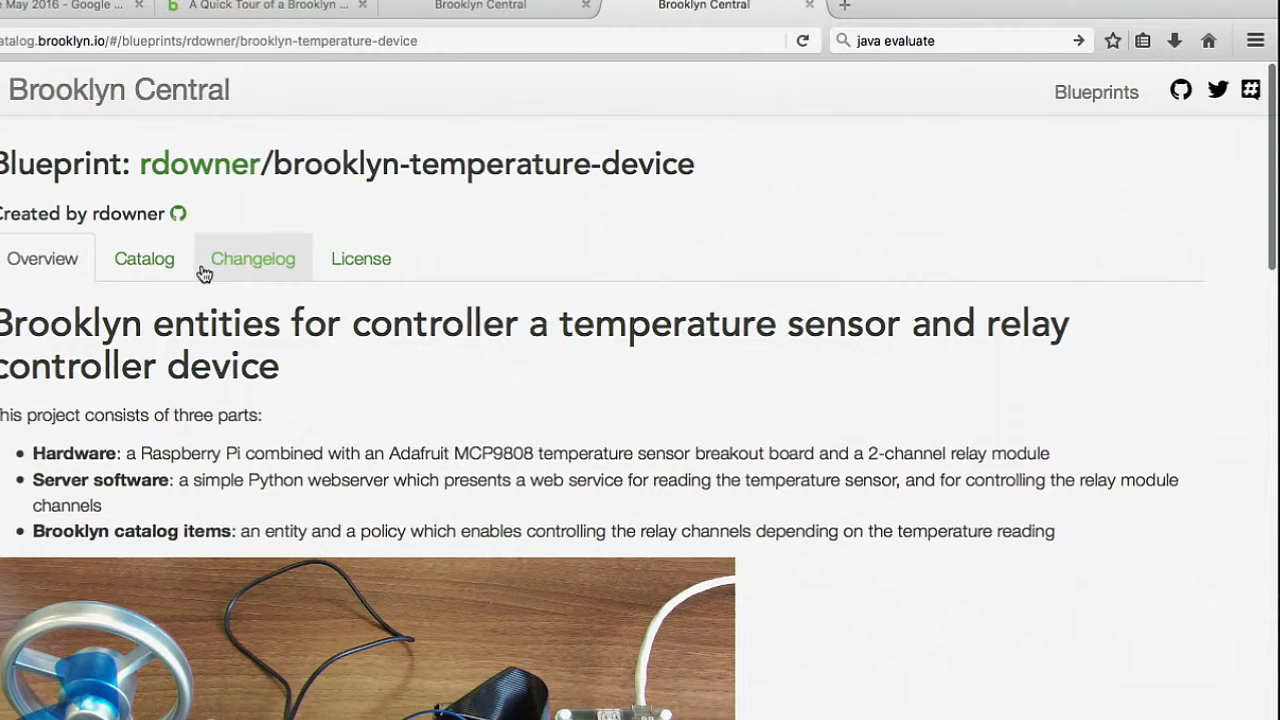 e May 2016 - Google ... A Quick Tour of a Brooklyn ... Brooklyn Central Brooklyn Central
atalog.brooklyn.io/#/blueprints/rdowner/brooklyn-temperature-device java evaluate
Brooklyn Central Blueprints
Blueprint: rdowner/brooklyn-temperature-device
Created by rdowner
Overview Catalog Changelog License
Brooklyn entities for controller a temperature sensor and relay
controller device
This project consists of three parts:
Hardware: a Raspberry Pi combined with an Adafruit MCP9808 temperature sensor breakout board and a 2-channel relay module
Server software: a simple Python webserver which presents a web service for reading the temperature sensor, and for controlling the relay module
channels
Brooklyn catalog items: an entity and a policy which enables controlling the relay channels depending on the temperature reading